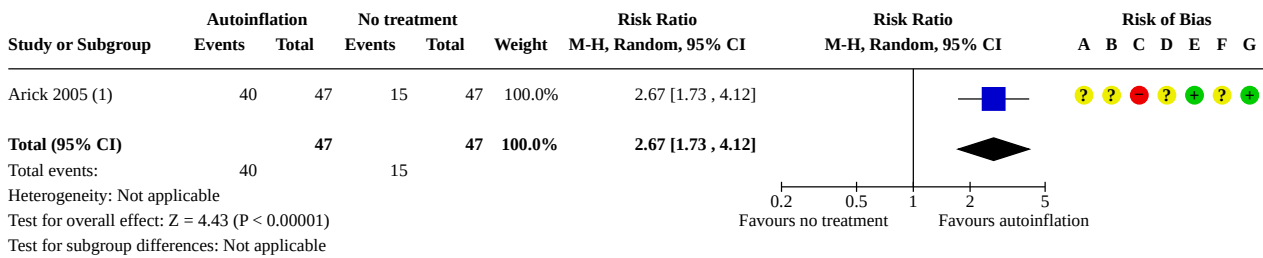 Autoinflation No treatment Risk Ratio Risk Ratio Risk of Bias
Study or Subgroup Events Total Events Total Weight M-H, Random, 95% CI M-H, Random, 95% CI A B C D E F G
Arick 2005 (1) 40 47 15 47 100.0% 2.67 [1.73 , 4.12] ? ? − ? + ? +
Total (95% CI) 47 47 100.0% 2.67 [1.73 , 4.12]
Total events: 40 15
Heterogeneity: Not applicable 0.2 0.5 1 2 5
Test for overall effect: Z = 4.43 (P < 0.00001) Favours no treatment Favours autoinflation
Test for subgroup differences: Not applicable